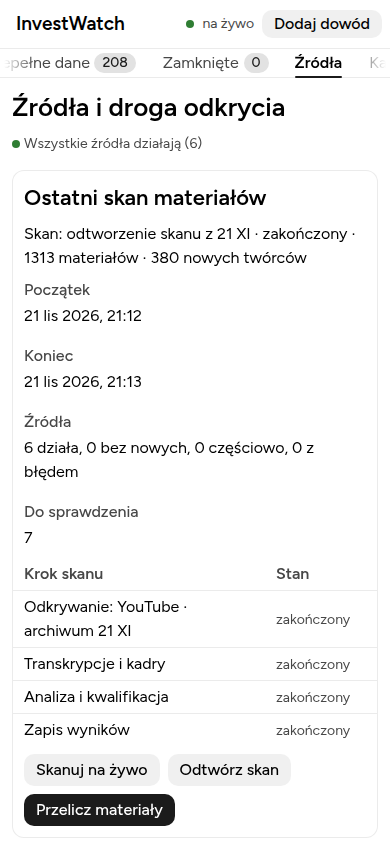 InvestWatch
na żywo
Dodaj dowód
epełne dane 208
Zamknięte 0
Źródła
Ka
Źródła i droga odkrycia
Wszystkie źródła działają (6)
Ostatni skan materiałów
Skan: odtworzenie skanu z 21 XI · zakończony ·
1313 materiałów · 380 nowych twórców
Początek
21 lis 2026, 21:12
Koniec
21 lis 2026, 21:13
Źródła
6 działa, 0 bez nowych, 0 częściowo, 0 z
błędem
Do sprawdzenia
7
Krok skanu Stan
Odkrywanie: YouTube ·
archiwum 21 XI
zakończony
Transkrypcje i kadry zakończony
Analiza i kwalifikacja zakończony
Zapis wyników zakończony
Skanuj na żywo
Odtwórz skan
Przelicz materiały